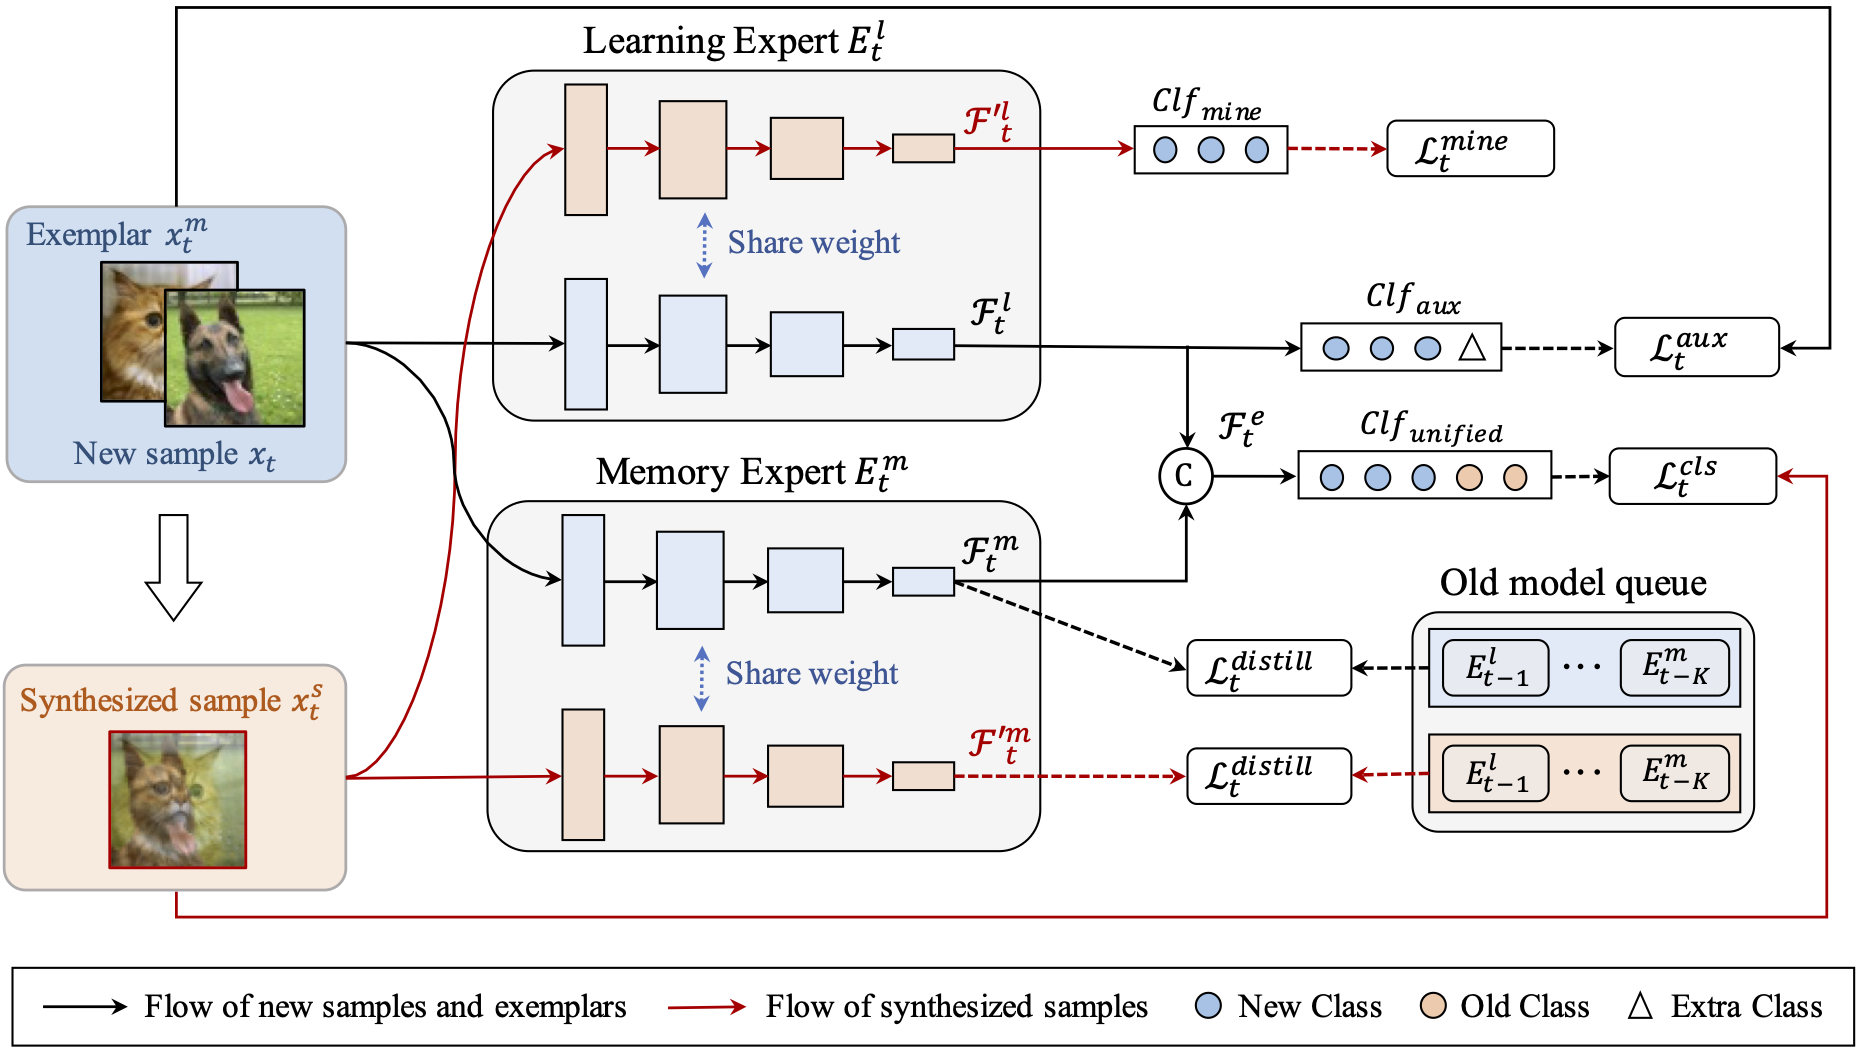 Learning Expert $E_t^l$
$\mathcal{F}'^l_t$
$Clf_{mine}$
$\mathcal{L}_t^{mine}$
Exemplar $x_t^m$
New sample $x_t$
Share weight
$\mathcal{F}_t^l$
$Clf_{aux}$
$\mathcal{L}_t^{aux}$
$\mathcal{F}_t^e$
$Clf_{unified}$
C
$\mathcal{L}_t^{cls}$
Memory Expert $E_t^m$
$\mathcal{F}_t^m$
Share weight
Old model queue
$\mathcal{L}_t^{distill}$
$E_{t-1}^l$ ··· $E_{t-K}^m$
Synthesized sample $x_t^s$
$\mathcal{F}'^m_t$
$\mathcal{L}_t^{distill}$
$E_{t-1}^l$ ··· $E_{t-K}^m$
Flow of new samples and exemplars
Flow of synthesized samples
New Class
Old Class
Extra Class